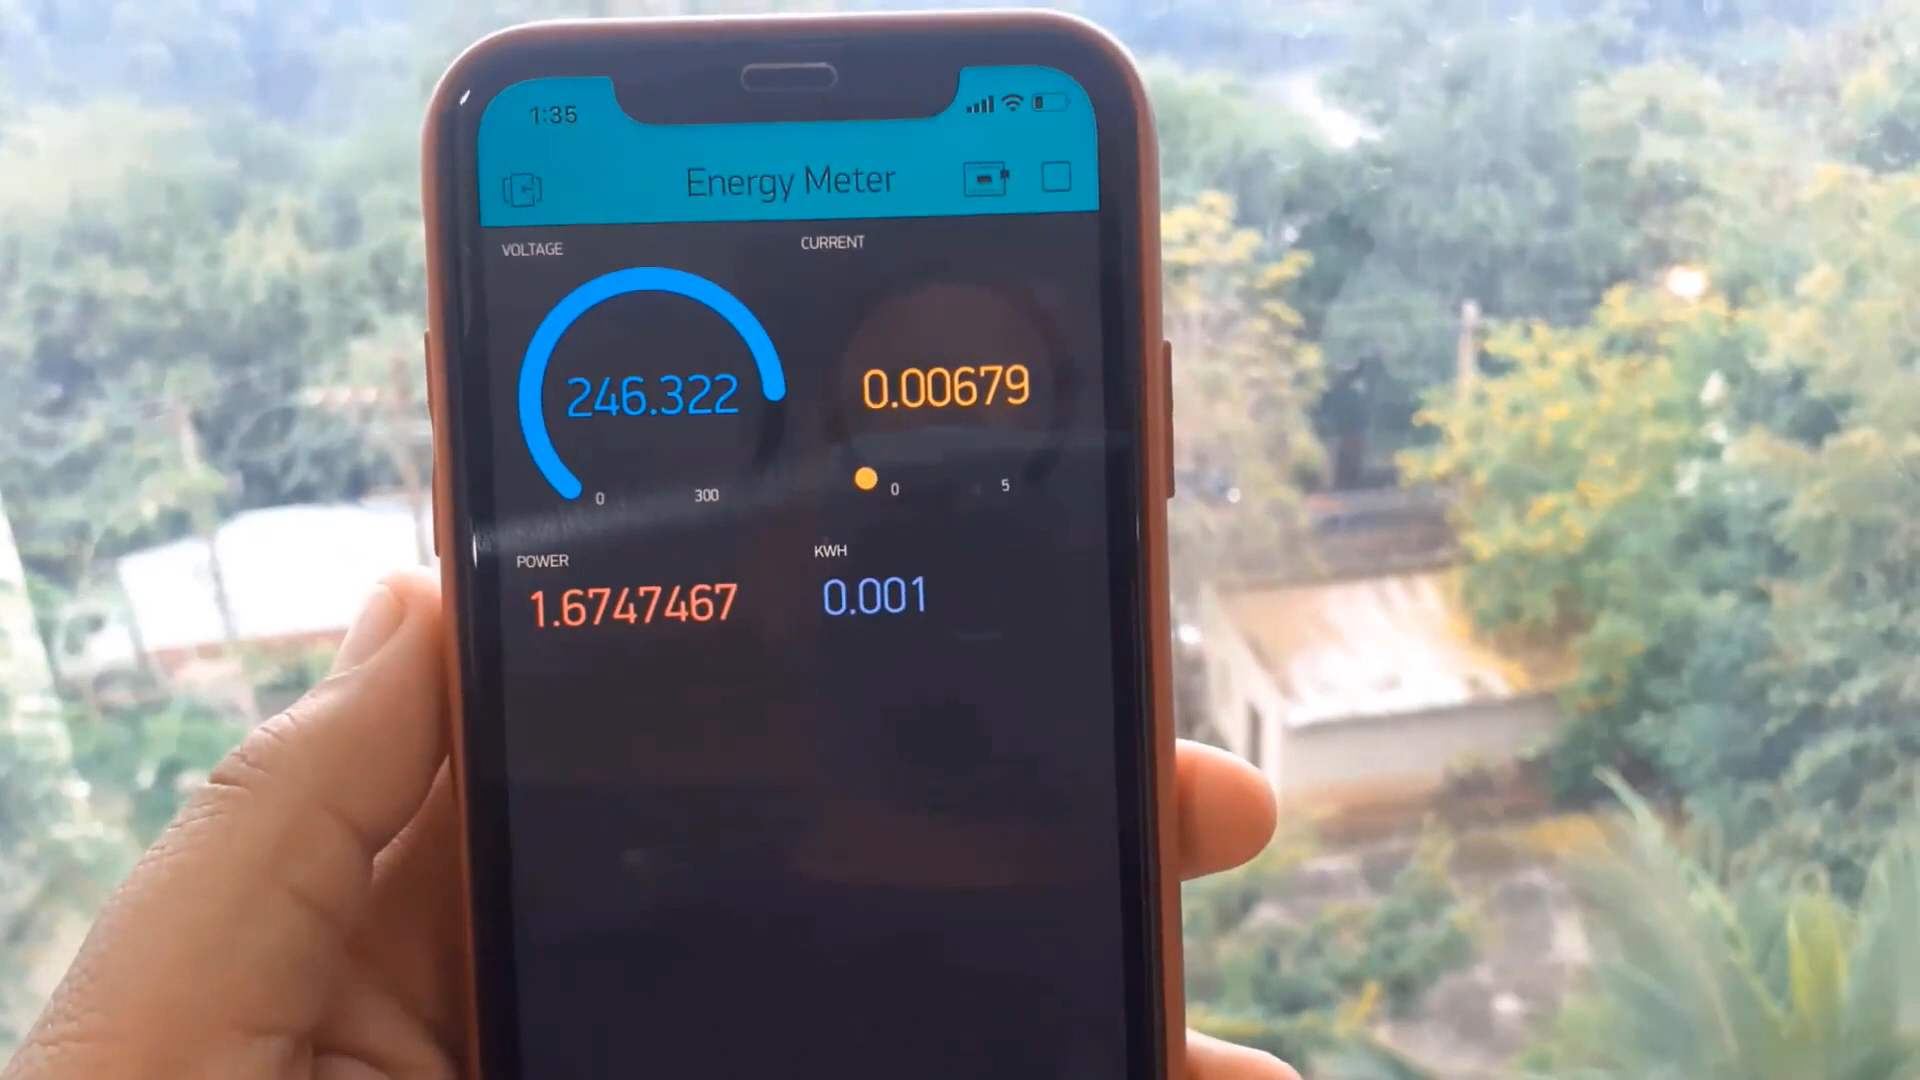 1:35
Energy Meter
VOLTAGE
CURRENT
246.322
0.00679
0
300
0
5
POWER
KWH
1.6747467
0.001